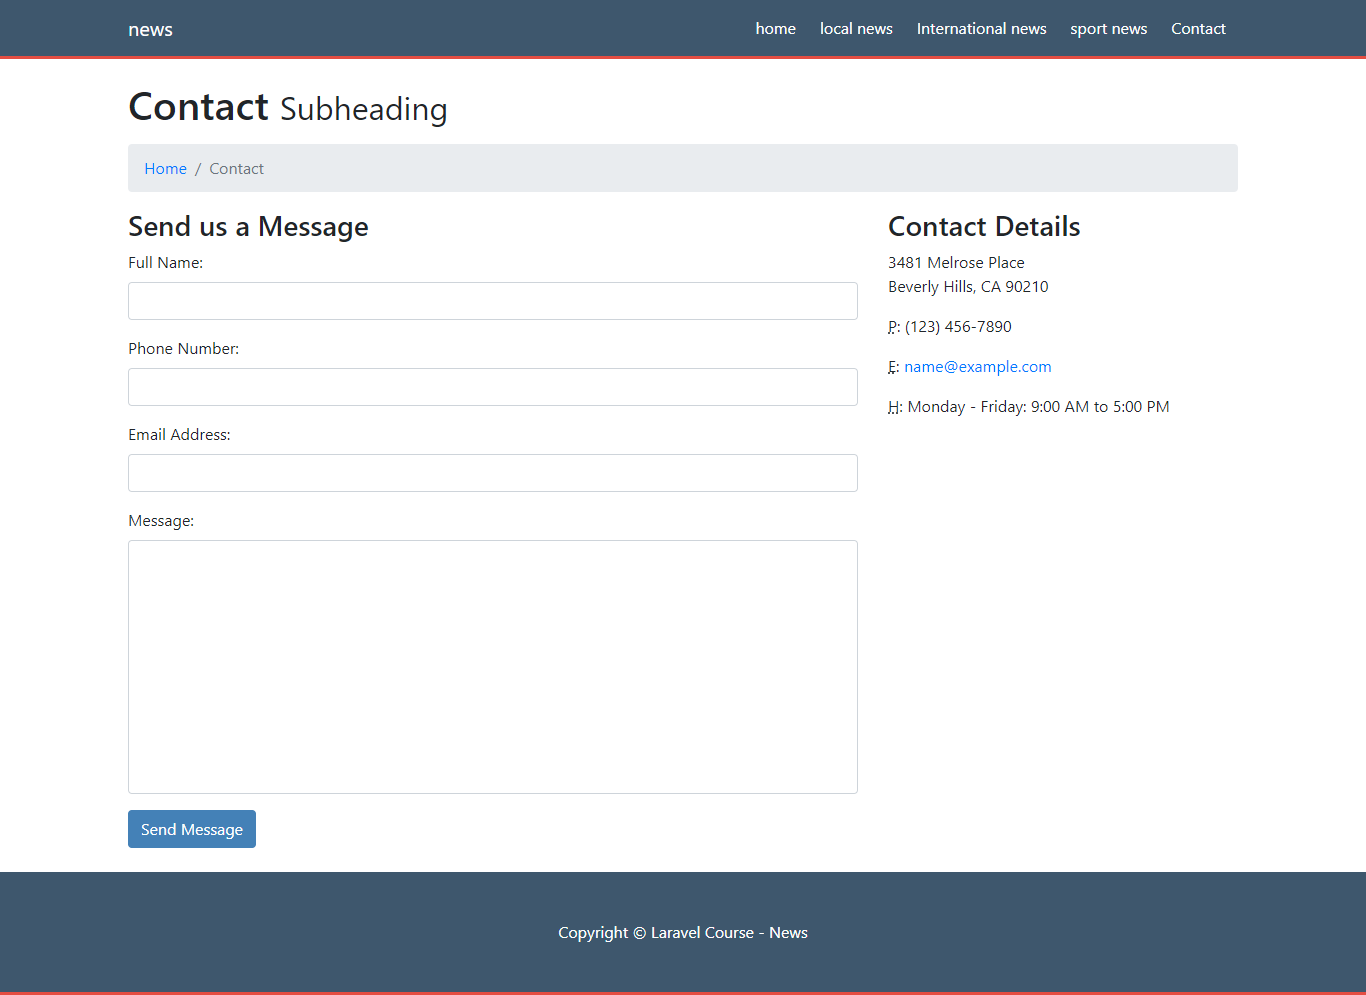 news
home local news International news sport news Contact
Contact Subheading
Home / Contact
Send us a Message
Full Name:
Phone Number:
Email Address:
Message:
Send Message
Contact Details
3481 Melrose Place
Beverly Hills, CA 90210
P: (123) 456-7890
E: name@example.com
H: Monday - Friday: 9:00 AM to 5:00 PM
Copyright © Laravel Course - News